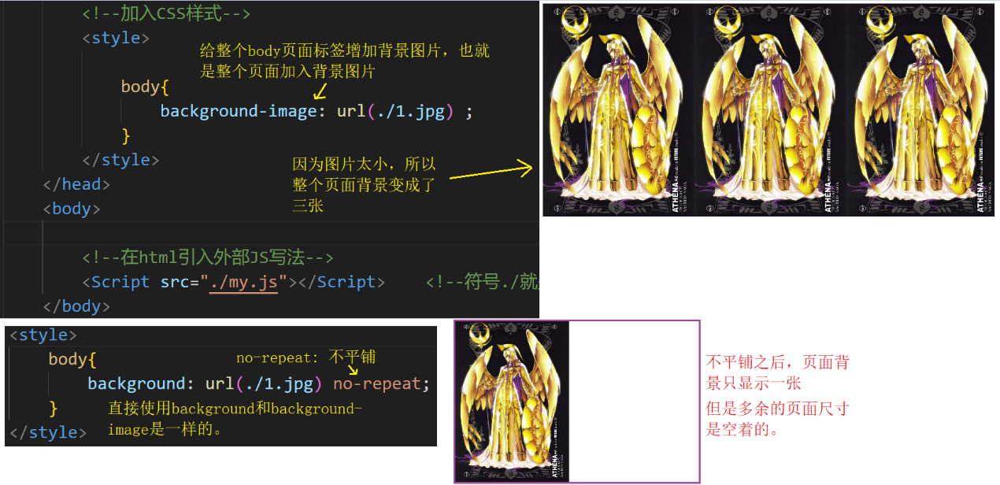 <!--加入CSS样式-->
<style>
给整个body页面标签增加背景图片，也就
是整个页面加入背景图片
body{
background-image: url(./1.jpg) ;
}
</style>
因为图片太小，所以
整个页面背景变成了
三张
</head>
<body>
<!--在html引入外部JS写法-->
<Script src="./my.js"></Script> <!--符号./就
</body>
ATHENA
ATHENA
ATHENA
<style>
body{
no-repeat: 不平铺
background: url(./1.jpg) no-repeat;
}
直接使用background和background-
image是一样的。
</style>
ATHENA
不平铺之后，页面背
景只显示一张
但是多余的页面尺寸
是空着的。